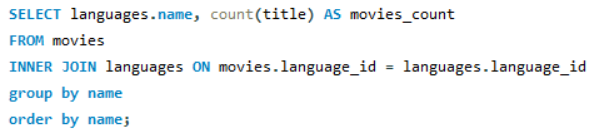 SELECT languages.name, count(title) AS movies_count
FROM movies
INNER JOIN languages ON movies.language_id = languages.language_id
group by name
order by name;